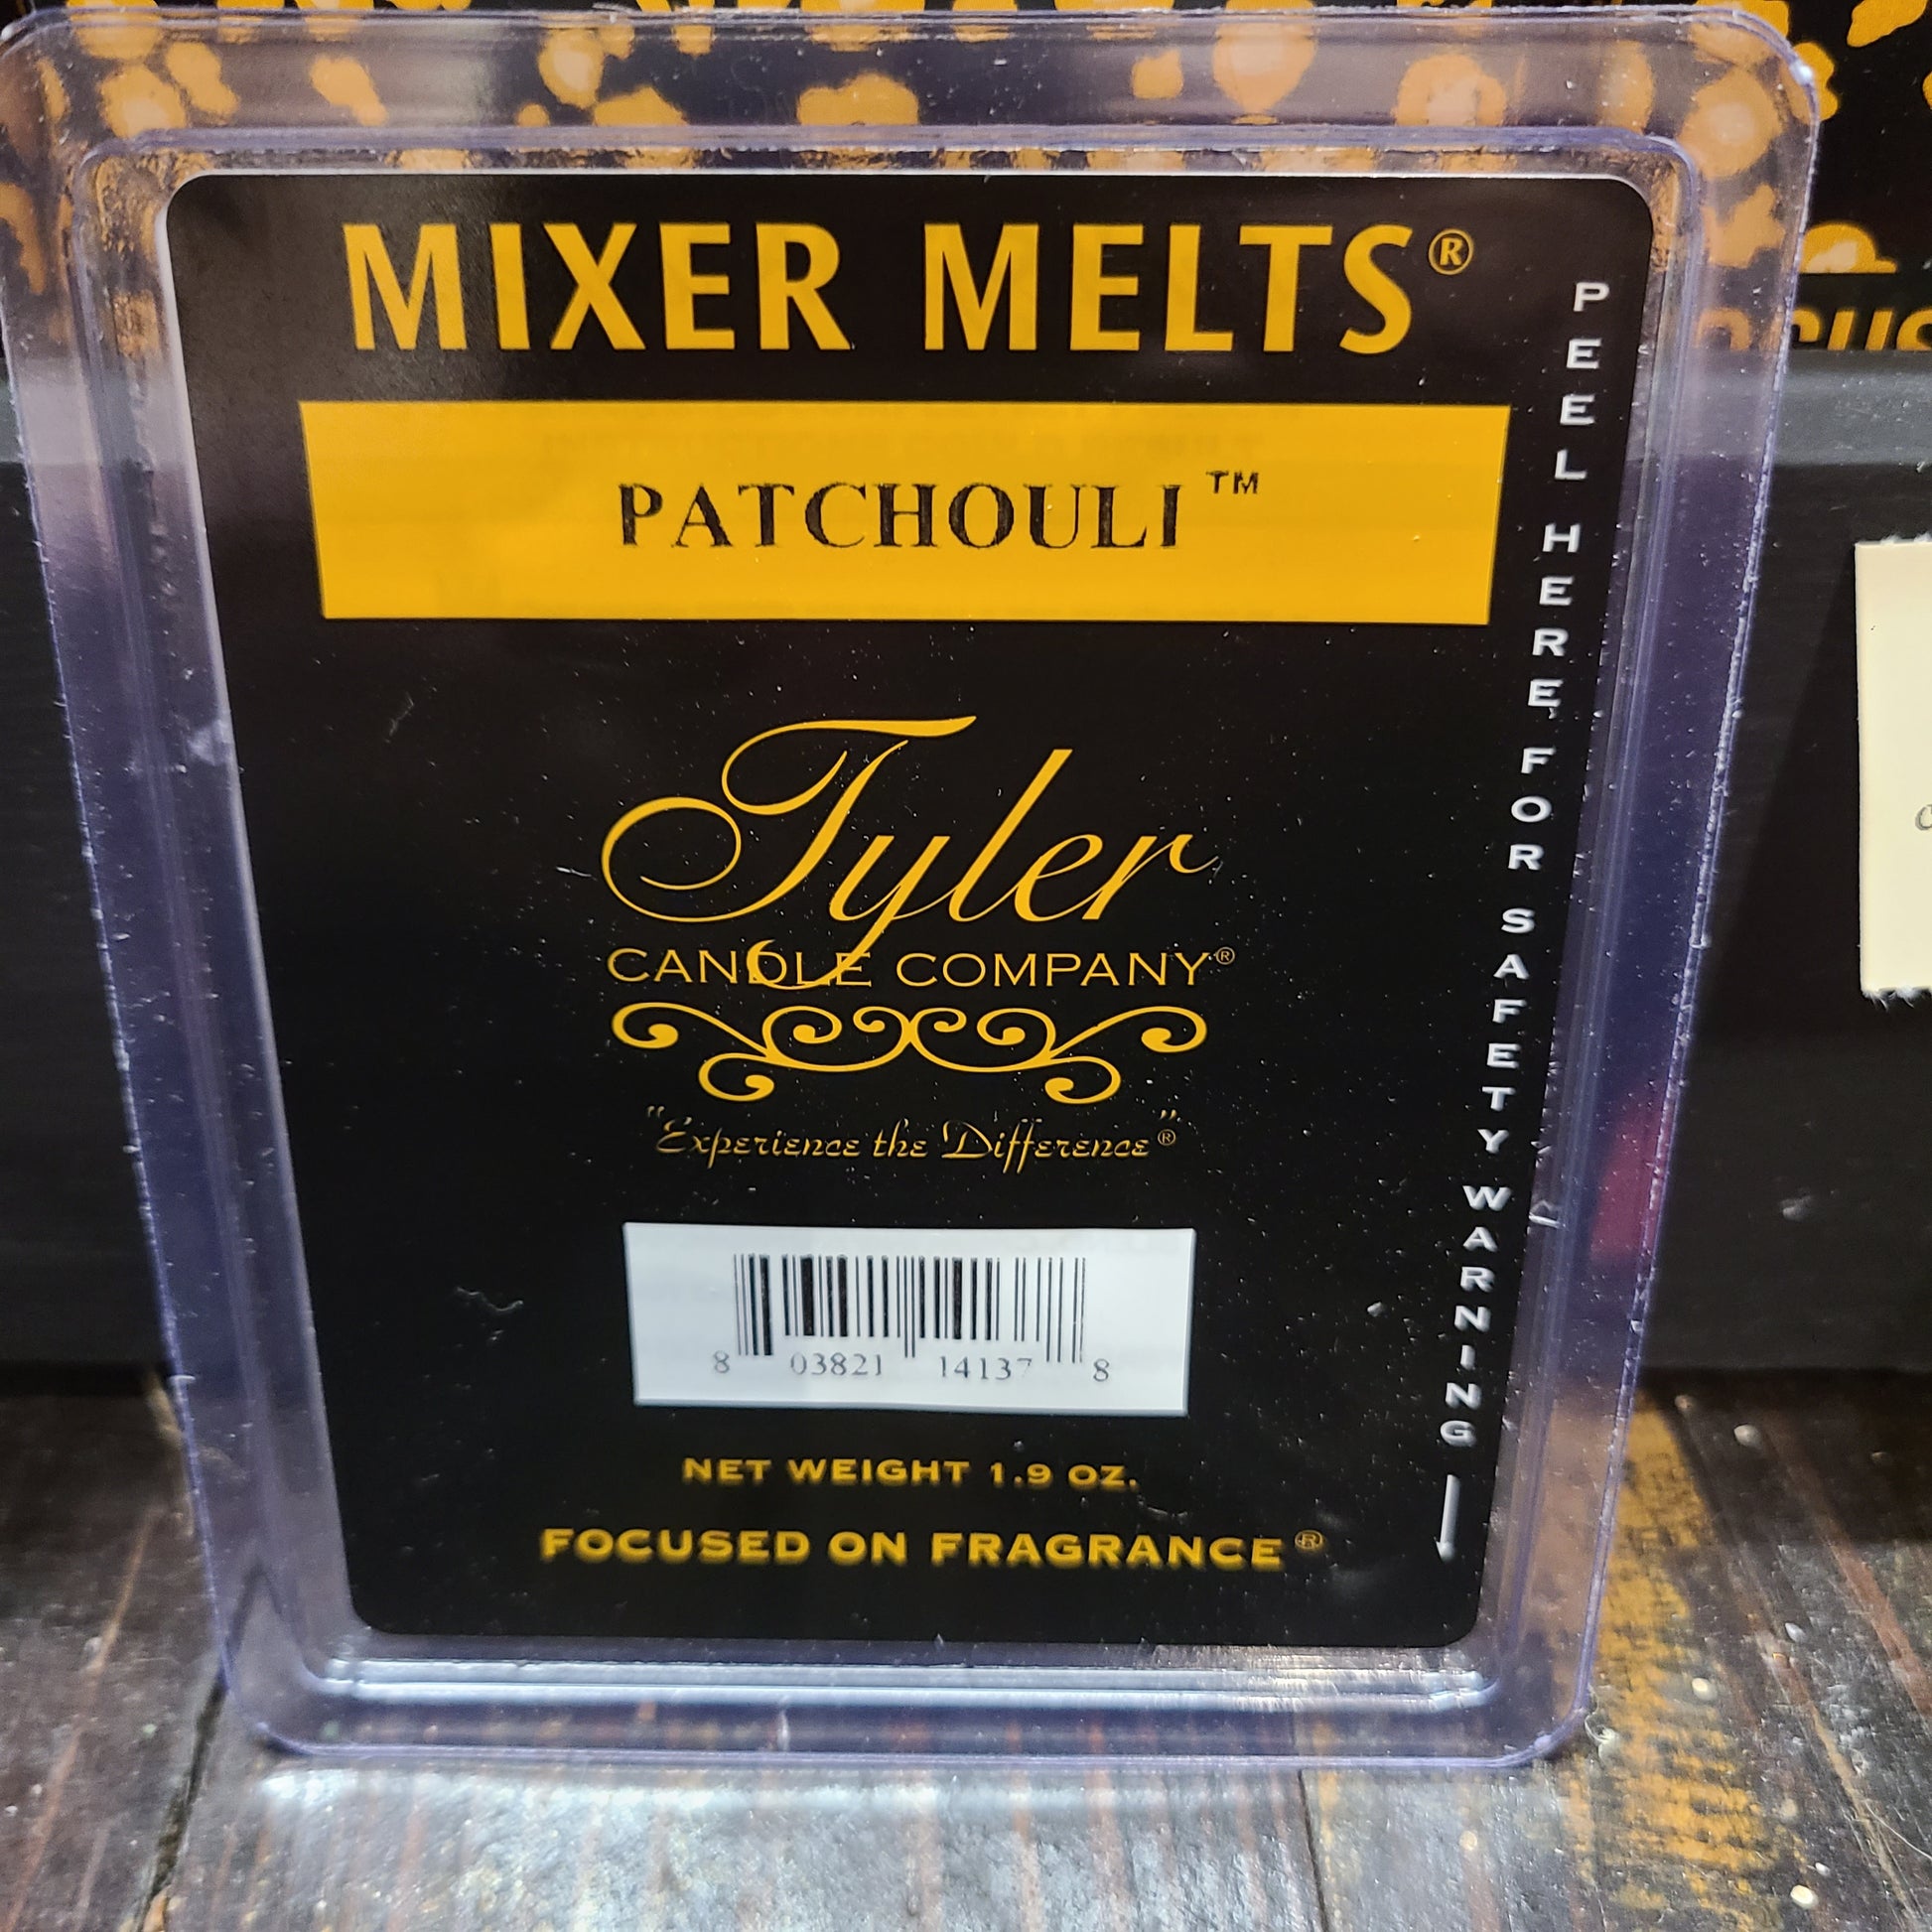 MIXER MELTS®
PATCHOULI™
Tyler
CANDLE COMPANY®
"Experience the Difference"®
8 03821 14137 8
NET WEIGHT 1.9 OZ.
FOCUSED ON FRAGRANCE®
PEEL HERE FOR SAFETY WARNING